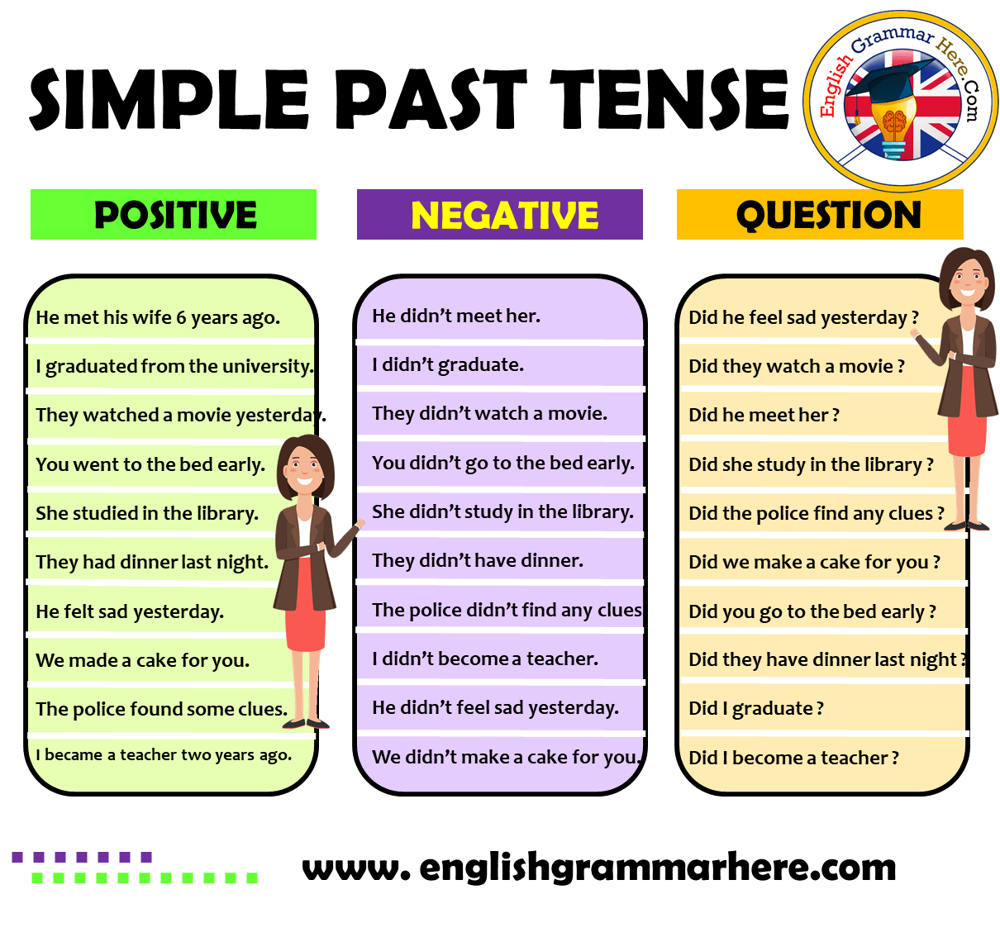 SIMPLE PAST TENSE
English Grammar Here.Com
POSITIVE
He met his wife 6 years ago.
I graduated from the university.
They watched a movie yesterday.
You went to the bed early.
She studied in the library.
They had dinner last night.
He felt sad yesterday.
We made a cake for you.
The police found some clues.
I became a teacher two years ago.
NEGATIVE
He didn’t meet her.
I didn’t graduate.
They didn’t watch a movie.
You didn’t go to the bed early.
She didn’t study in the library.
They didn’t have dinner.
The police didn’t find any clues
I didn’t become a teacher.
He didn’t feel sad yesterday.
We didn’t make a cake for you.
QUESTION
Did he feel sad yesterday ?
Did they watch a movie ?
Did he meet her ?
Did she study in the library ?
Did the police find any clues ?
Did we make a cake for you ?
Did you go to the bed early ?
Did they have dinner last night ?
Did I graduate ?
Did I become a teacher ?
www. englishgrammarhere.com